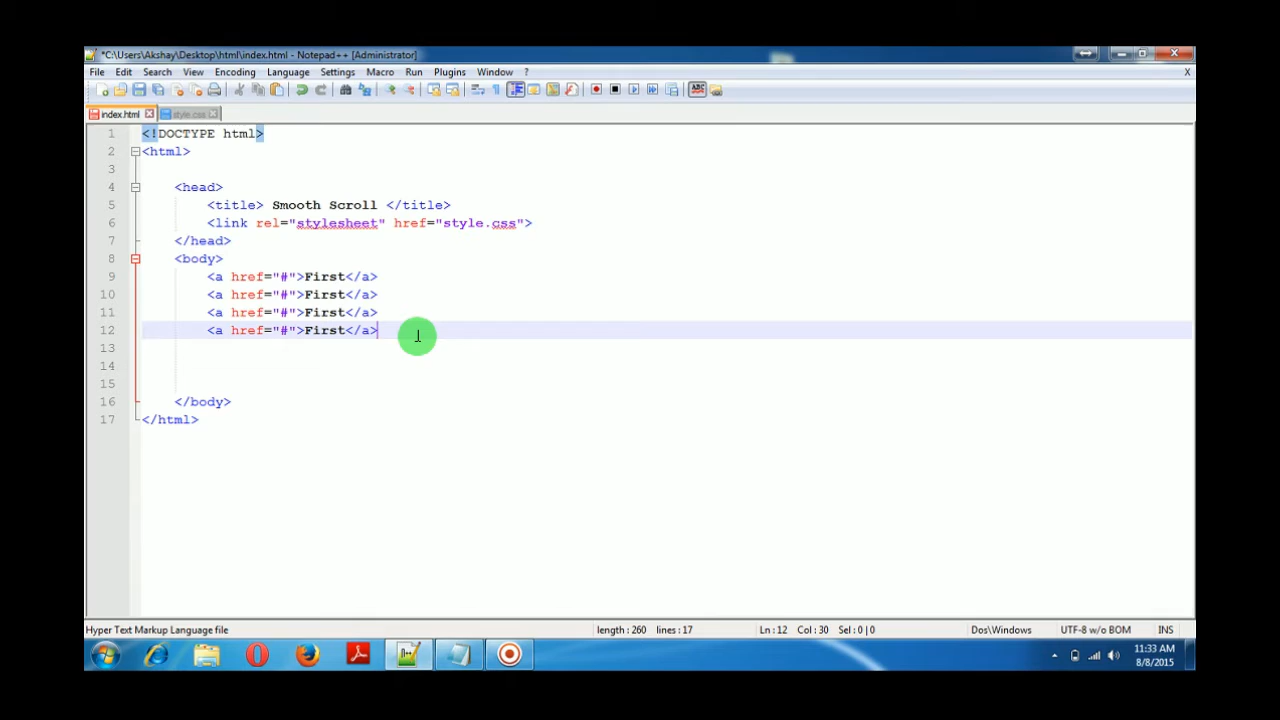 *C:\Users\Akshay\Desktop\html\index.html - Notepad++ [Administrator]
File Edit Search View Encoding Language Settings Macro Run Plugins Window ? X
index.html style.css
1 <!DOCTYPE html>
2 <html>
3
4 <head>
5 <title> Smooth Scroll </title>
6 <link rel="stylesheet" href="style.css">
7 </head>
8 <body>
9 <a href="#">First</a>
10 <a href="#">First</a>
11 <a href="#">First</a>
12 <a href="#">First</a>
13
14
15
16 </body>
17 </html>
Hyper Text Markup Language file length : 260 lines : 17 Ln : 12 Col : 30 Sel : 0 | 0 Dos\Windows UTF-8 w/o BOM INS
11:33 AM
8/8/2015